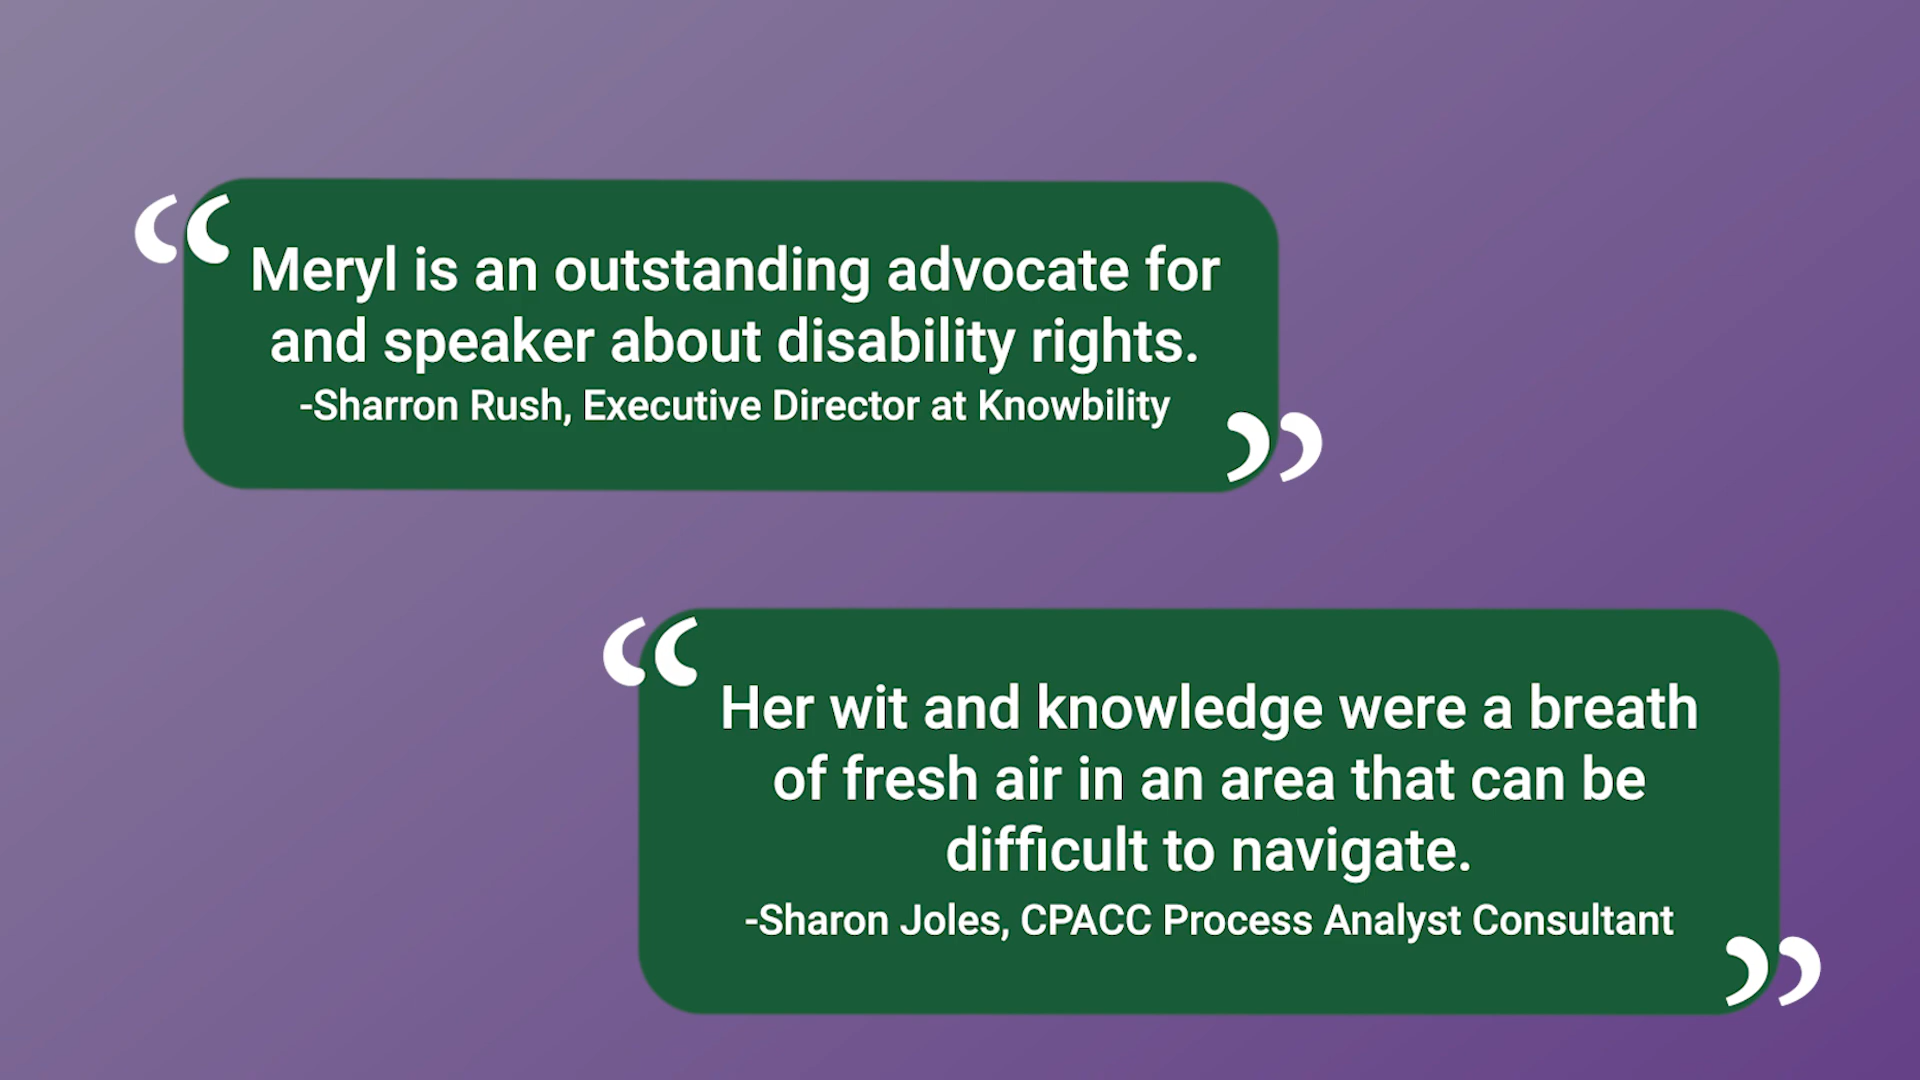 “Meryl is an outstanding advocate for
and speaker about disability rights.
-Sharron Rush, Executive Director at Knowbility”
“Her wit and knowledge were a breath
of fresh air in an area that can be
difficult to navigate.
-Sharon Joles, CPACC Process Analyst Consultant”